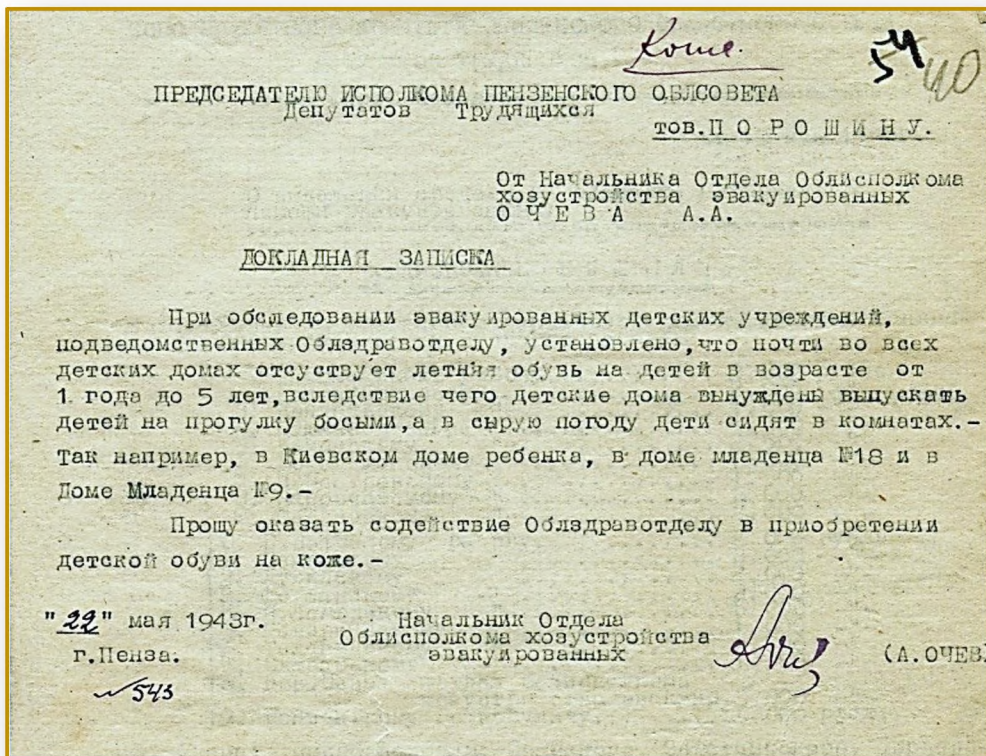 54
40
ПРЕДСЕДАТЕЛЮ ИСПОЛКОМА ПЕНЗЕНСКОГО ОБЛСОВЕТА
Депутатов Трудящихся
тов.П О Р О Ш И Н У.
От Начальника Отдела Облисполкома
хозустройства эвакуированных
О Ч Е В А А.А.
ДОКЛАДНАЯ ЗАПИСКА
При обследовании эвакуированных детских учреждений,
подведомственных Облздравотделу, установлено,что почти во всех
детских домах отсуствует летняя обувь на детей в возрасте от
1 года до 5 лет,вследствие чего детские дома вынуждены выпускать
детей на прогулку босыми,а в сырую погоду дети сидят в комнатах.-
Так например, в Киевском доме ребенка, в доме младенца №18 и в
Доме Младенца №9.-
Прошу оказать содействие Облздравотделу в приобретении
детской обуви на коже.-
"22" мая 1943г.
Начальник Отдела
Облисполкома хозустройства
г.Пенза.
эвакуированных
(А.ОЧЕВ)
№543